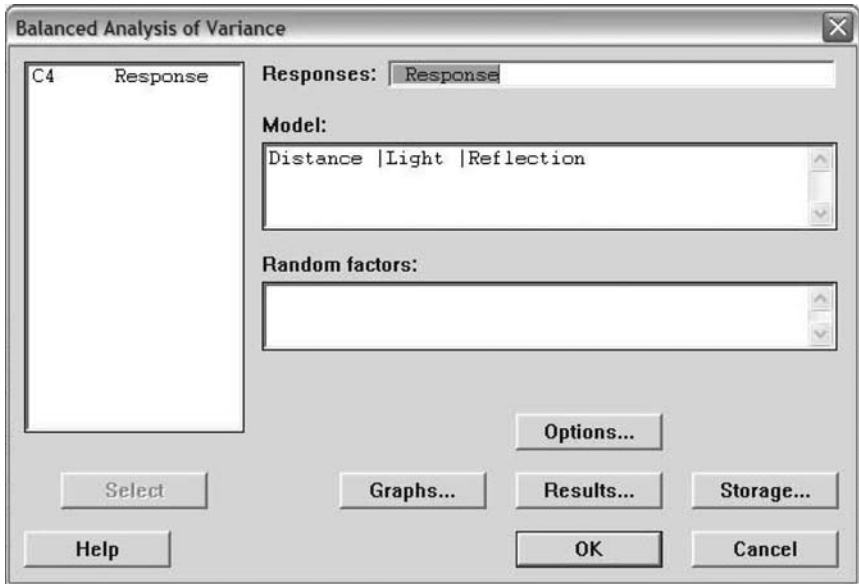 Balanced Analysis of Variance
C4 Response
Responses: Response
Model:
Distance |Light |Reflection
Random factors:
Options...
Select
Graphs...
Results...
Storage...
Help
OK
Cancel